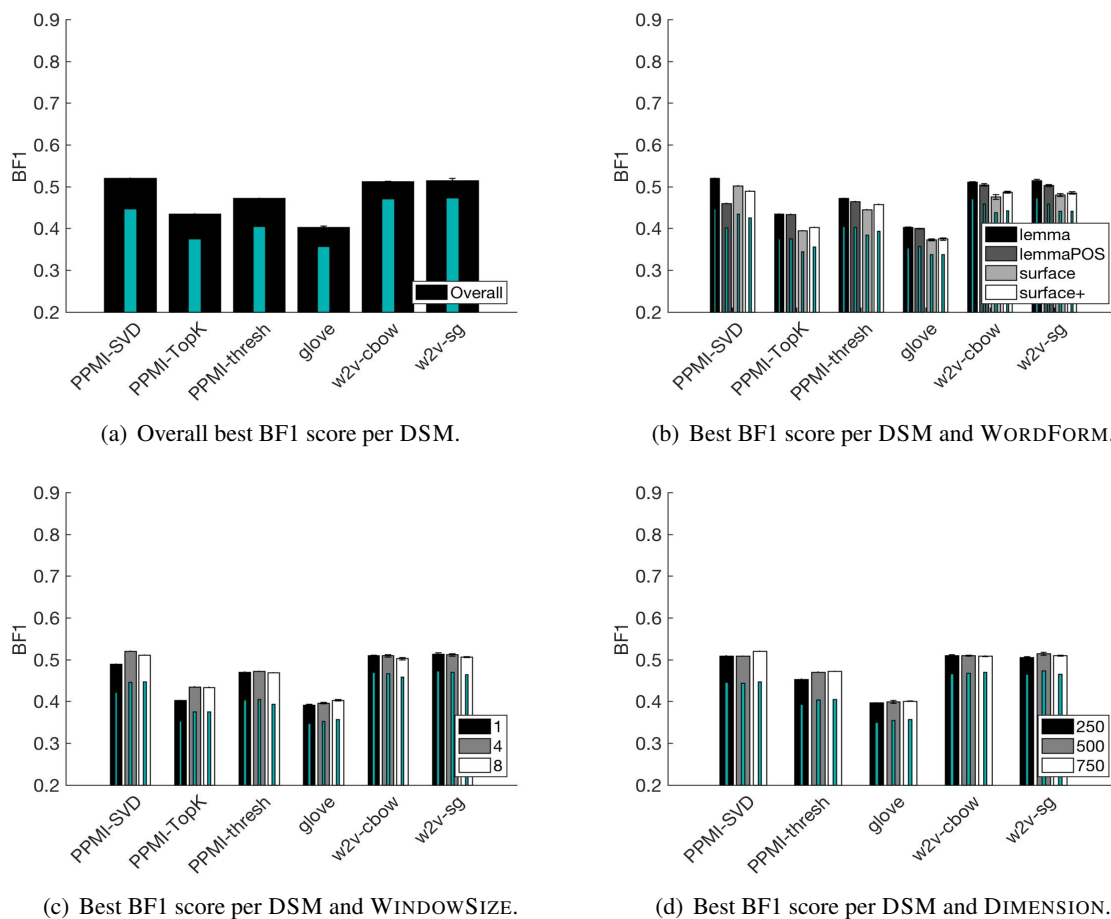 0.9
0.8
0.7
0.6
0.5
0.4
0.3
0.2
BF1
Overall
PPMI-SVD
PPMI-TopK
PPMI-thresh
glove
w2v-cbow
w2v-sg
(a) Overall best BF1 score per DSM.
0.9
0.8
0.7
0.6
0.5
0.4
0.3
0.2
BF1
lemma
lemmaPOS
surface
surface+
PPMI-SVD
PPMI-TopK
PPMI-thresh
glove
w2v-cbow
w2v-sg
(b) Best BF1 score per DSM and WORDFORM.
0.9
0.8
0.7
0.6
0.5
0.4
0.3
0.2
BF1
1
4
8
PPMI-SVD
PPMI-TopK
PPMI-thresh
glove
w2v-cbow
w2v-sg
(c) Best BF1 score per DSM and WINDOWSIZE.
0.9
0.8
0.7
0.6
0.5
0.4
0.3
0.2
BF1
250
500
750
PPMI-SVD
PPMI-thresh
glove
w2v-cbow
w2v-sg
(d) Best BF1 score per DSM and DIMENSION.